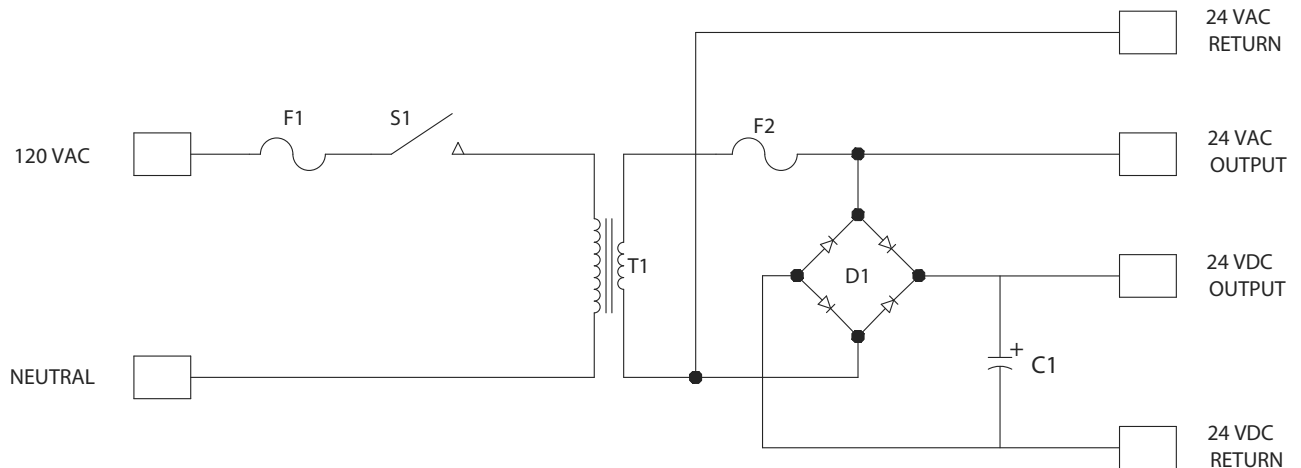 24 VAC
RETURN
F1
S1
F2
120 VAC
24 VAC
OUTPUT
T1
D1
24 VDC
OUTPUT
+
C1
NEUTRAL
24 VDC
RETURN